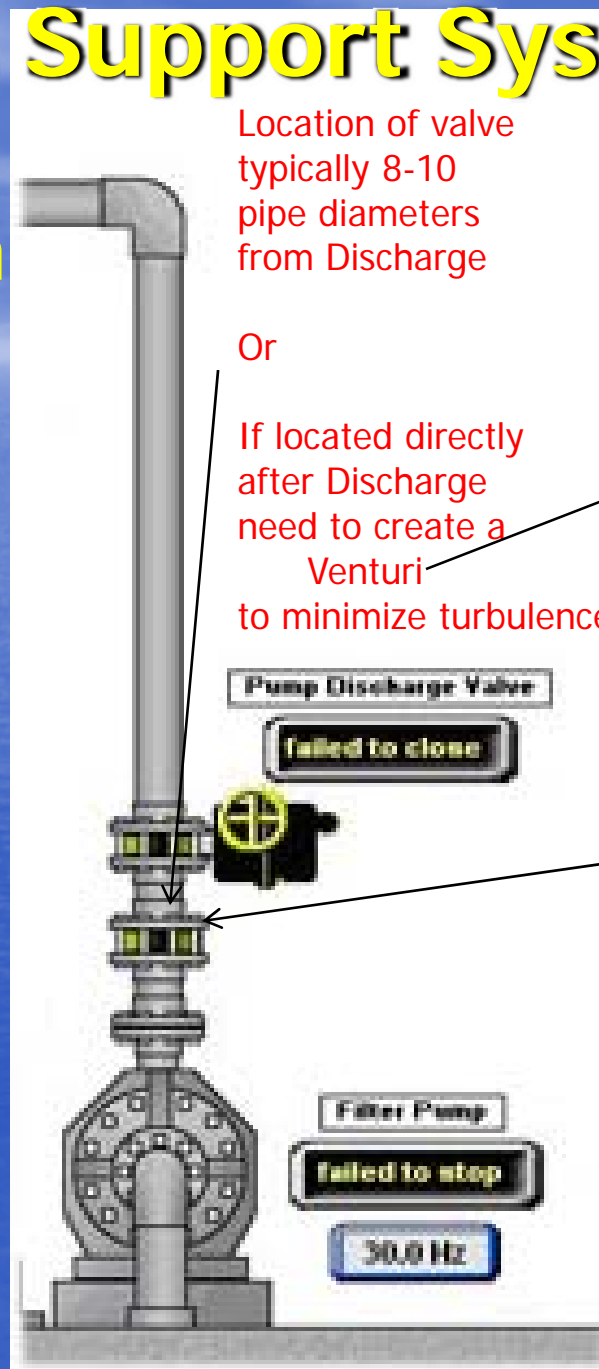 Support Sys
Location of valve
typically 8-10
pipe diameters
from Discharge
Or
If located directly
after Discharge
need to create a
Venturi
to minimize turbulence
Pump Discharge Valve
failed to close
Filter Pump
failed to stop
30.0 Hz